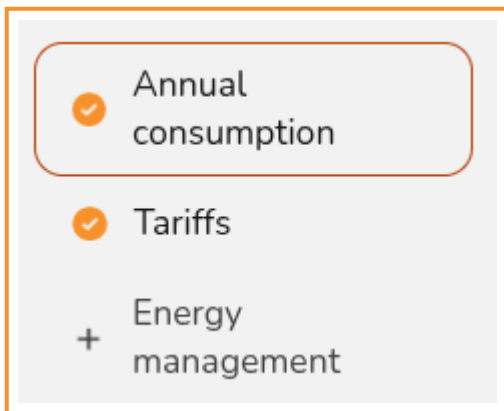 Annual
consumption
Tariffs
Energy
management